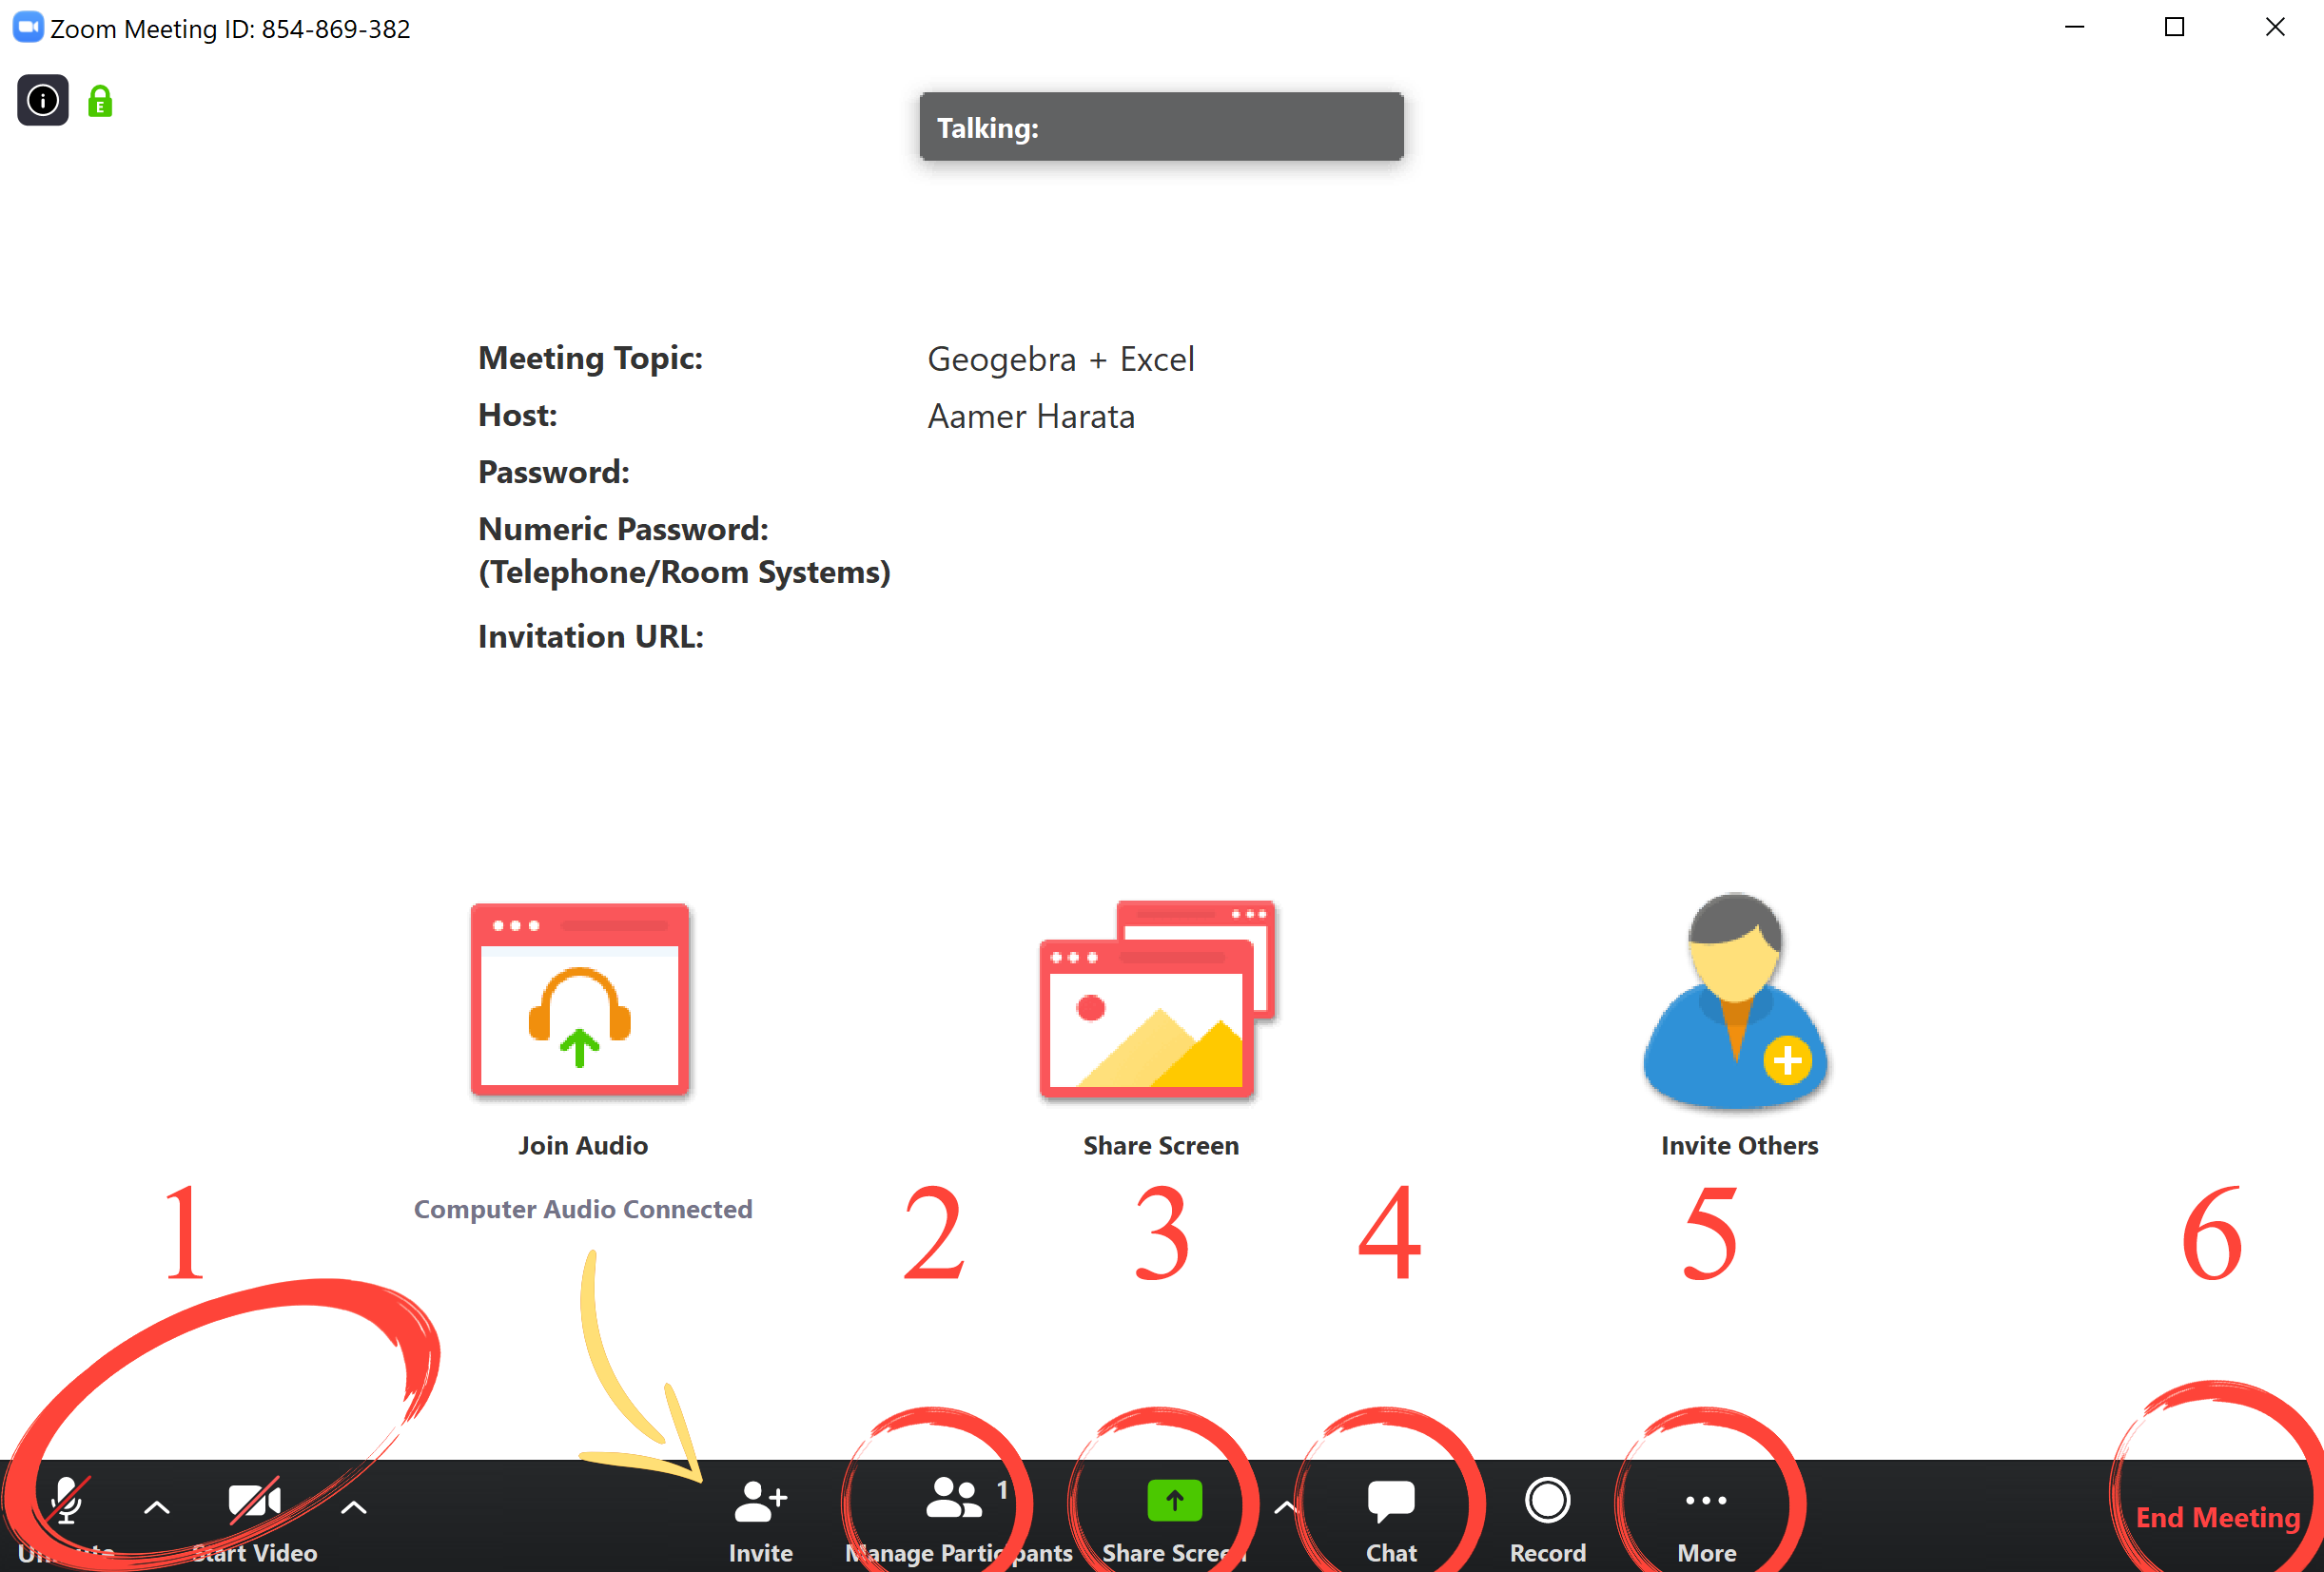 Zoom Meeting ID: 854-869-382
E
Talking:
Meeting Topic: Geogebra + Excel
Host: Aamer Harata
Password:
Numeric Password:
(Telephone/Room Systems)
Invitation URL:
Join Audio Share Screen Invite Others
Computer Audio Connected
1 2 3 4 5 6
1
Unmute Start Video Invite Manage Participants Share Screen Chat Record More End Meeting